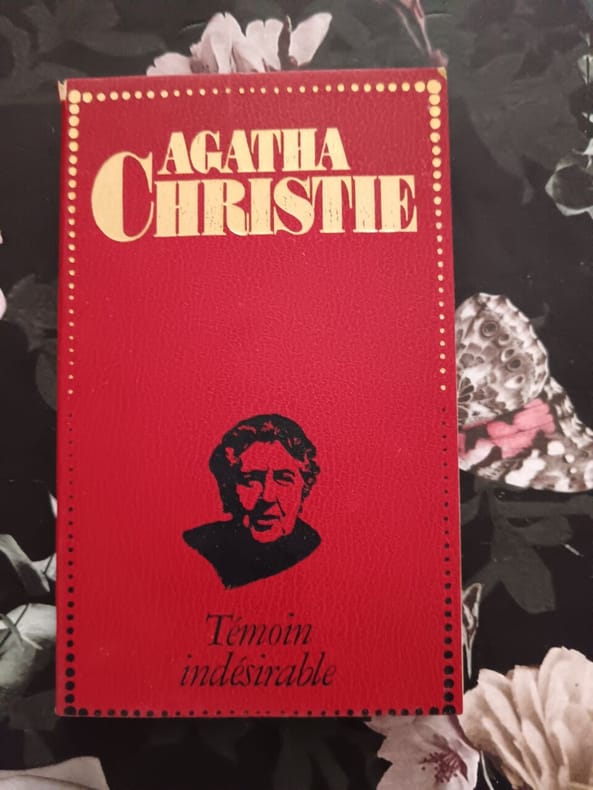 AGATHA
CHRISTIE
Témoin
indésirable